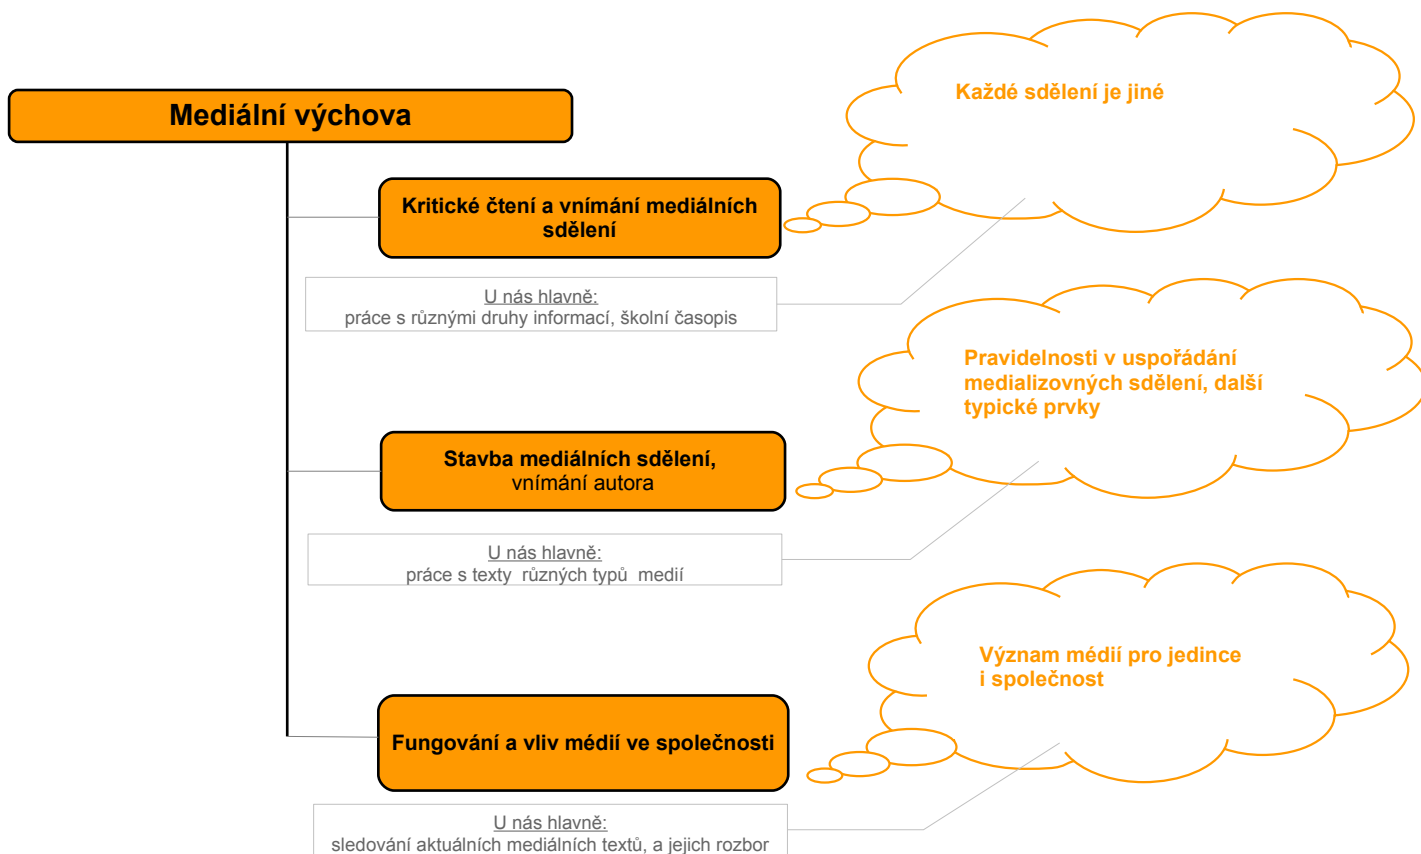 Mediální výchova
Každé sdělení je jiné
Kritické čtení a vnímání mediálních
sdělení
U nás hlavně:
práce s různými druhy informací, školní časopis
Pravidelnosti v uspořádání
medializovných sdělení, další
typické prvky
Stavba mediálních sdělení,
vnímání autora
U nás hlavně:
práce s texty  různých typů  medií
Význam médií pro jedince
i společnost
Fungování a vliv médií ve společnosti
U nás hlavně:
sledování aktuálních mediálních textů, a jejich rozbor